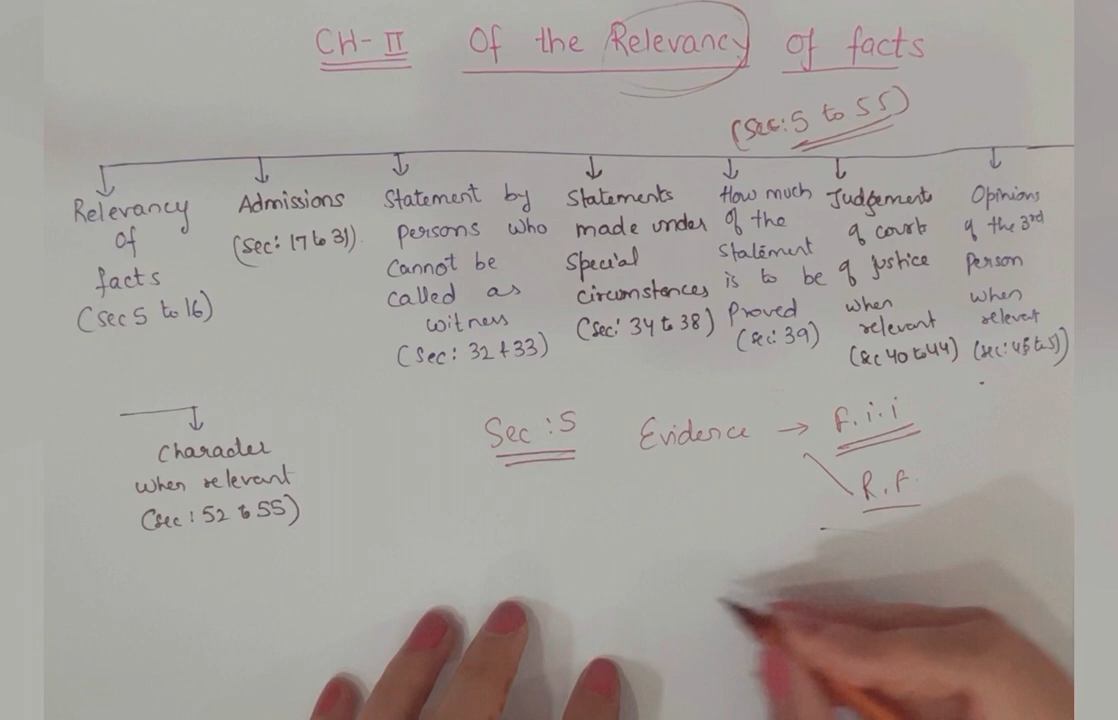 CH-II Of the Relevancy Of facts
(Sec: 5 to 55)
Relevancy
Of
facts
(sec 5 to 16)
Admissions
(Sec: 17 to 31)
Statement by
persons who
Cannot be
called as
witness
(Sec: 32 + 33)
Statements
made under
Special
circumstences
(Sec: 34 to 38)
How much
Of the
Statement
is to be
Proved
(Sec: 39)
Judgements
of courts
of justice
when
relevant
(Sec 40 to 44)
Opinions
of the 3rd
Person
when
relevent
(Sec: 45 to 51)
Character
when relevant
(Sec: 52 to 55)
Sec: 5 Evidence → F.i.i
R.F.